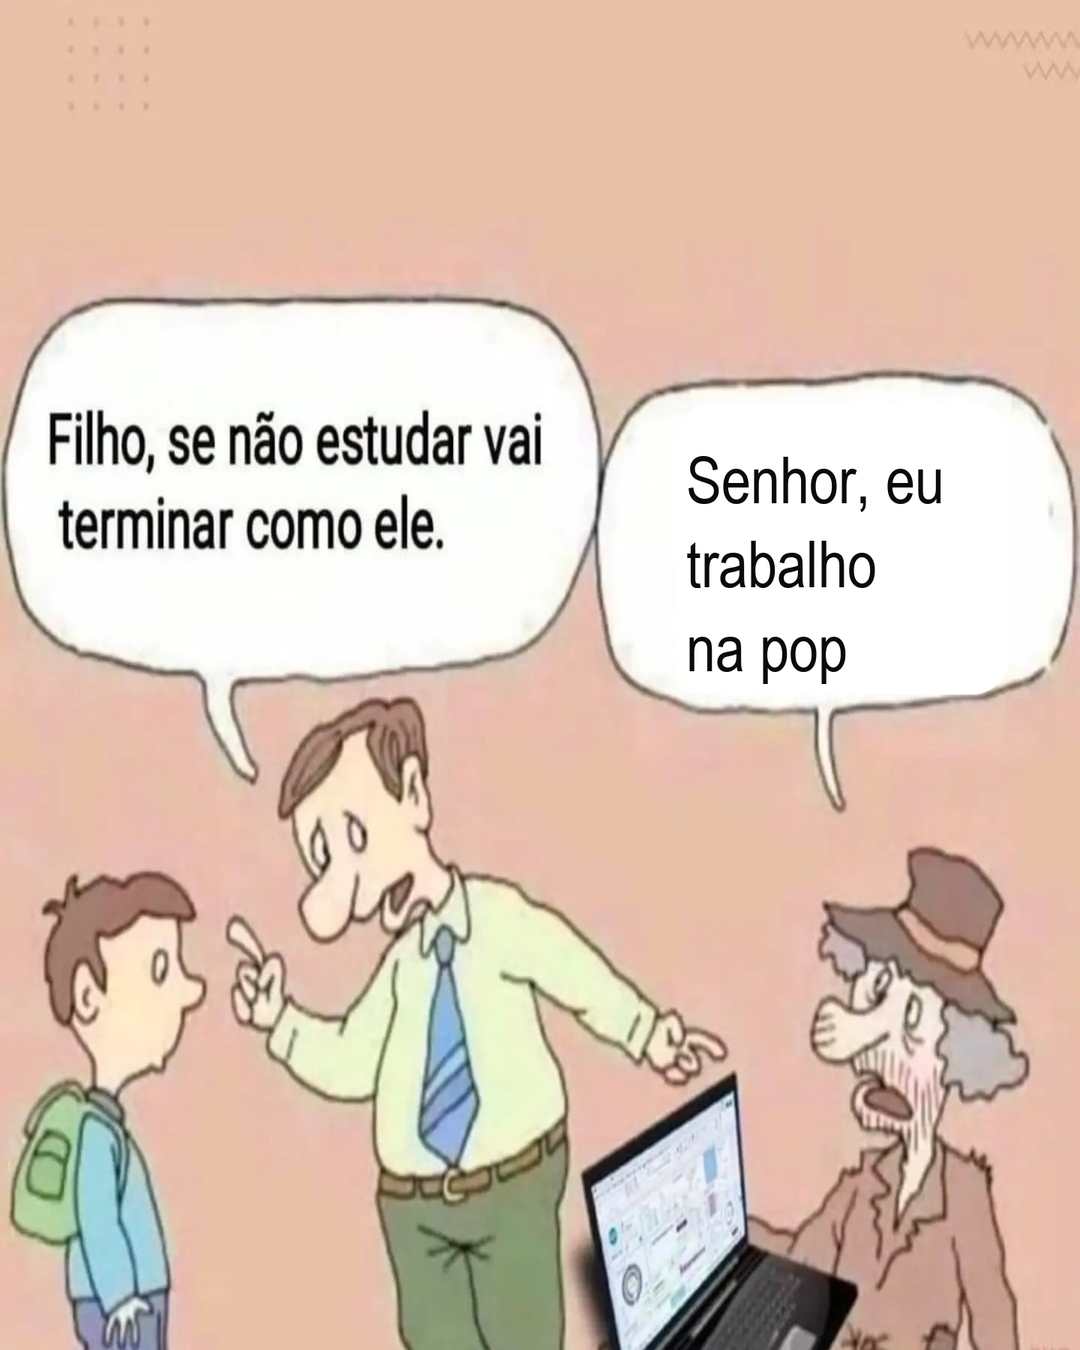 Filho, se não estudar vai
terminar como ele.
Senhor, eu
trabalho
na pop